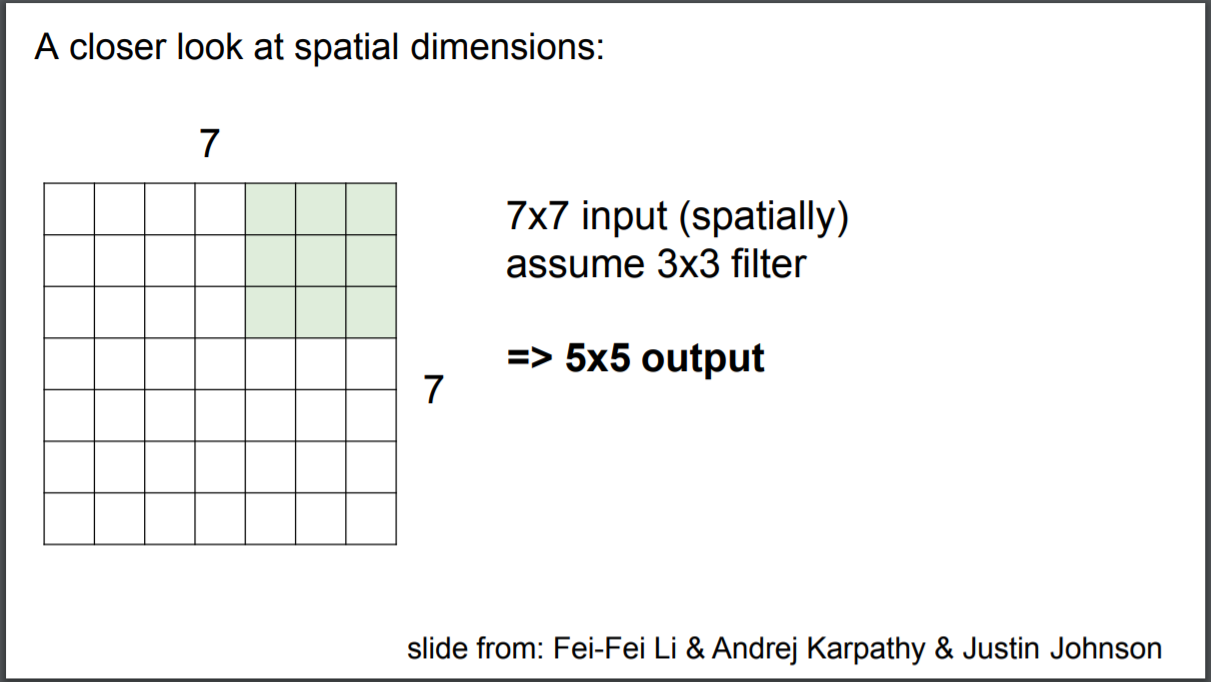 A closer look at spatial dimensions:
7
7x7 input (spatially)
assume 3x3 filter
=> 5x5 output
7
slide from: Fei-Fei Li & Andrej Karpathy & Justin Johnson